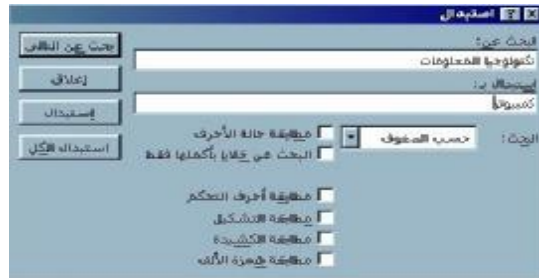 استبدال
البحث عن:
تكنولوجيا المعلومات
بحث عن التالي
إغلاق
استبدال بـ:
كمبيوتر
إستبدال
استبدال الكل
البحث: حسب الصفوف
مطابقة حالة الأحرف
البحث عن خلايا بأكملها فقط
مطابقة أحرف التحكم
مطابقة التشكيل
مطابقة الكشيدة
مطابقة همزة الألف